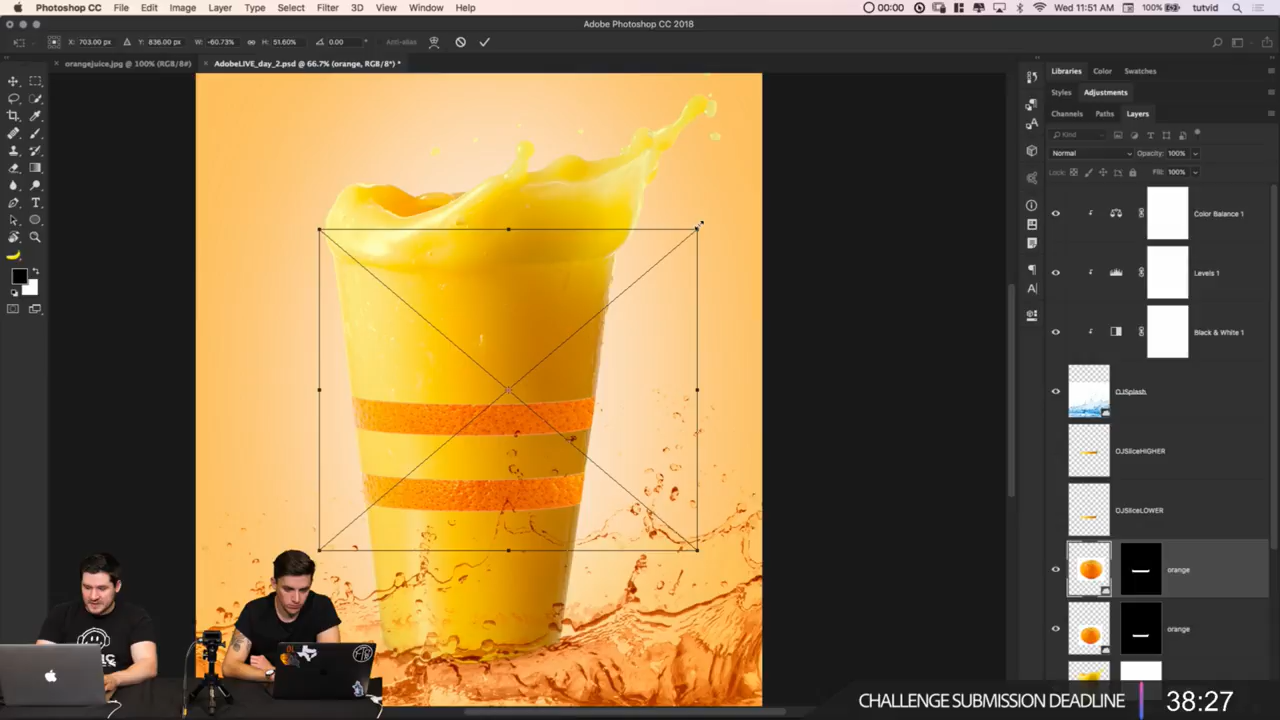 Photoshop CC File Edit Image Layer Type Select Filter 3D View Window Help 00:00 Wed 11:51 AM 100% tutvid
Adobe Photoshop CC 2018
X: 703.00 px Y: 836.00 px W: -60.73% H: 51.60% 0.00 ° Anti-alias
× orangejuice.jpg @ 100% (RGB/8#) × AdobeLIVE_day_2.psd @ 66.7% (orange, RGB/8*) *
Libraries Color Swatches
Styles Adjustments
Channels Paths Layers
Kind
Normal Opacity: 100%
Lock: Fill: 100%
Color Balance 1
Levels 1
Black & White 1
OJSplash
OJSliceHIGHER
OJSliceLOWER
orange
orange
CHALLENGE SUBMISSION DEADLINE 38:27